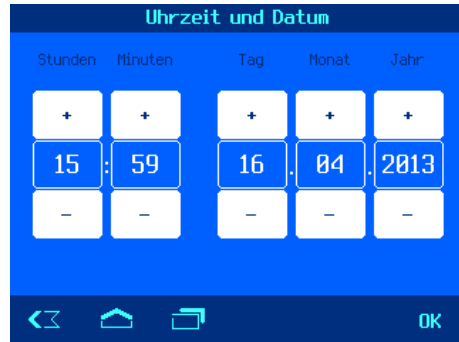 Uhrzeit und Datum
Stunden Minuten Tag Monat Jahr
+ + + + +
15 : 59 16 . 04 . 2013
− − − − −
OK